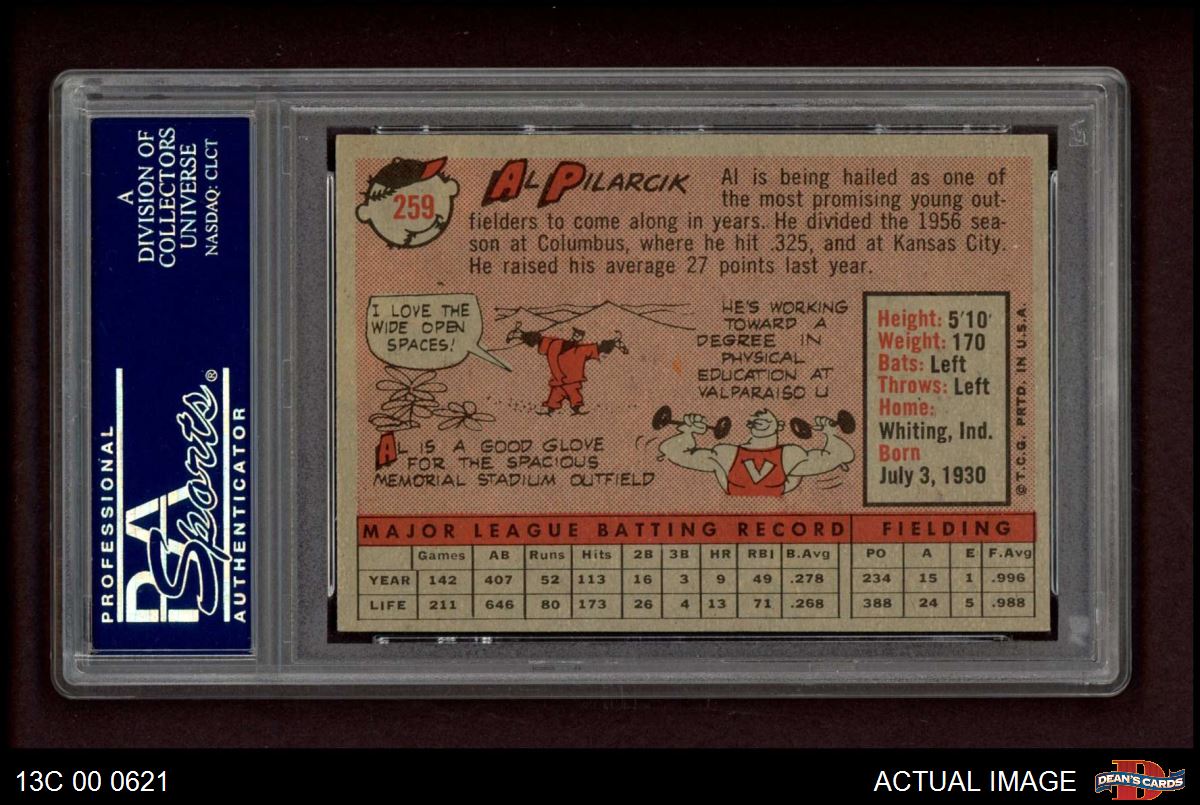 A
DIVISION OF
COLLECTORS
UNIVERSE
NASDAQ: CLCT
PROFESSIONAL
PSA
Sports®
AUTHENTICATOR
259
AL PILARCIK
Al is being hailed as one of
the most promising young out-
fielders to come along in years. He divided the 1956 sea-
son at Columbus, where he hit .325, and at Kansas City.
He raised his average 27 points last year.
I LOVE THE
WIDE OPEN
SPACES!
AL IS A GOOD GLOVE
FOR THE SPACIOUS
MEMORIAL STADIUM OUTFIELD
HE'S WORKING
TOWARD A
DEGREE IN
PHYSICAL
EDUCATION AT
VALPARAISO U
V
Height: 5'10"
Weight: 170
Bats: Left
Throws: Left
Home:
Whiting, Ind.
Born
July 3, 1930
© T.C.G. PRTD. IN U.S.A.
MAJOR LEAGUE BATTING RECORD FIELDING
Games AB Runs Hits 2B 3B HR RBI B.Avg PO A E F.Avg
YEAR 142 407 52 113 16 3 9 49 .278 234 15 1 .996
LIFE 211 646 80 173 26 4 13 71 .268 388 24 5 .988
13C 00 0621
ACTUAL IMAGE
DEAN'S CARDS